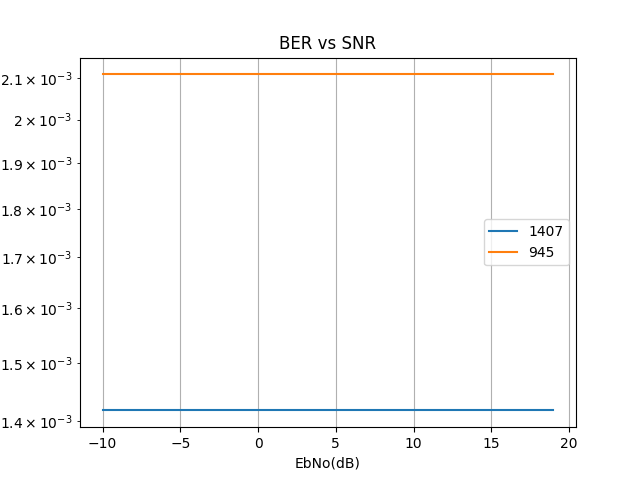 BER vs SNR
2.1 × 10⁻³
2 × 10⁻³
1.9 × 10⁻³
1.8 × 10⁻³
1.7 × 10⁻³
1.6 × 10⁻³
1.5 × 10⁻³
1.4 × 10⁻³
1407
945
−10 −5 0 5 10 15 20
EbNo(dB)